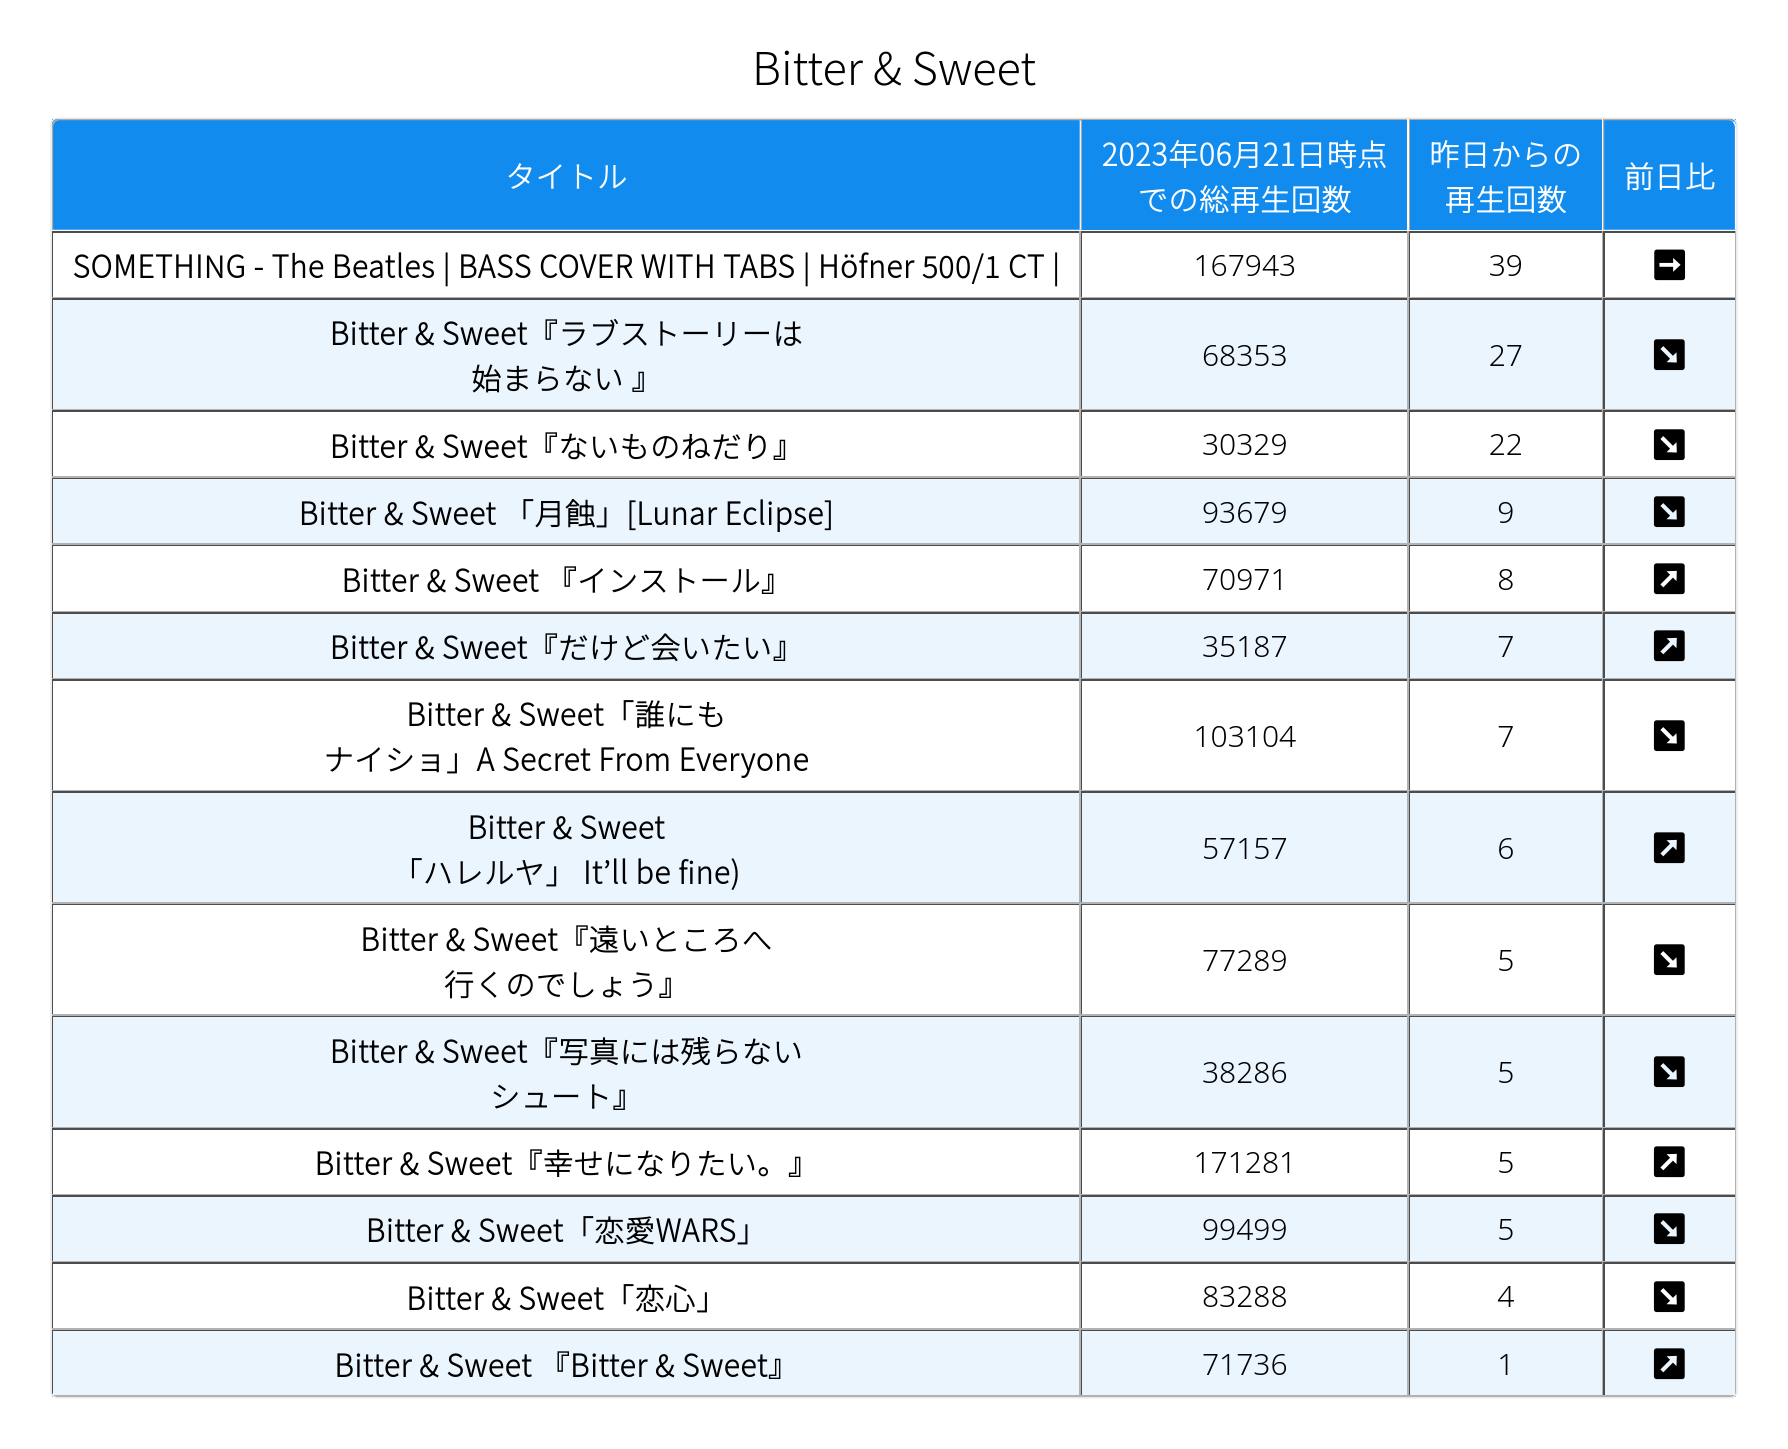 Bitter & Sweet
タイトル
2023年06月21日時点
での総再生回数
昨日からの
再生回数
前日比
SOMETHING - The Beatles | BASS COVER WITH TABS | Höfner 500/1 CT |
167943
39
Bitter & Sweet『ラブストーリーは
始まらない 』
68353
27
Bitter & Sweet『ないものねだり』
30329
22
Bitter & Sweet 「月蝕」[Lunar Eclipse]
93679
9
Bitter & Sweet 『インストール』
70971
8
Bitter & Sweet『だけど会いたい』
35187
7
Bitter & Sweet「誰にも
ナイショ」A Secret From Everyone
103104
7
Bitter & Sweet
「ハレルヤ」 It’ll be fine)
57157
6
Bitter & Sweet『遠いところへ
行くのでしょう』
77289
5
Bitter & Sweet『写真には残らない
シュート』
38286
5
Bitter & Sweet『幸せになりたい。』
171281
5
Bitter & Sweet「恋愛WARS」
99499
5
Bitter & Sweet「恋心」
83288
4
Bitter & Sweet 『Bitter & Sweet』
71736
1